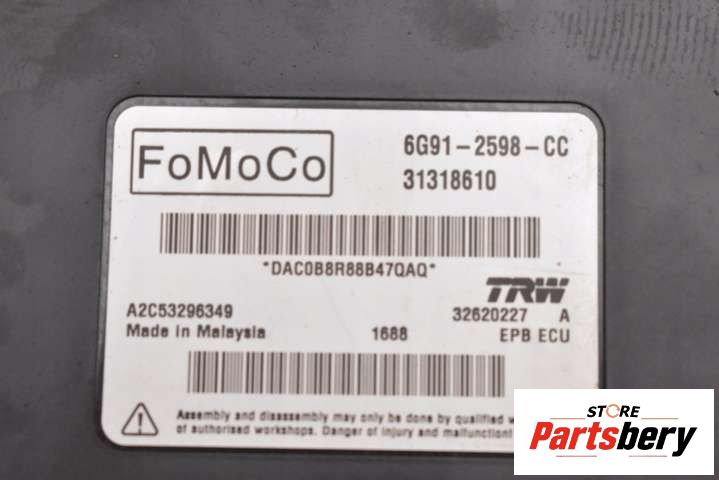 FoMoCo
6G91-2598-CC
31318610
*DAC0B8R88B47QAQ*
TRW
A2C53296349
32620227 A
Made in Malaysia 1688 EPB ECU
Assembly and disassembly may only be done by qualified
of authorised workshops. Danger of injury and malfunction!
STORE
Partsbery